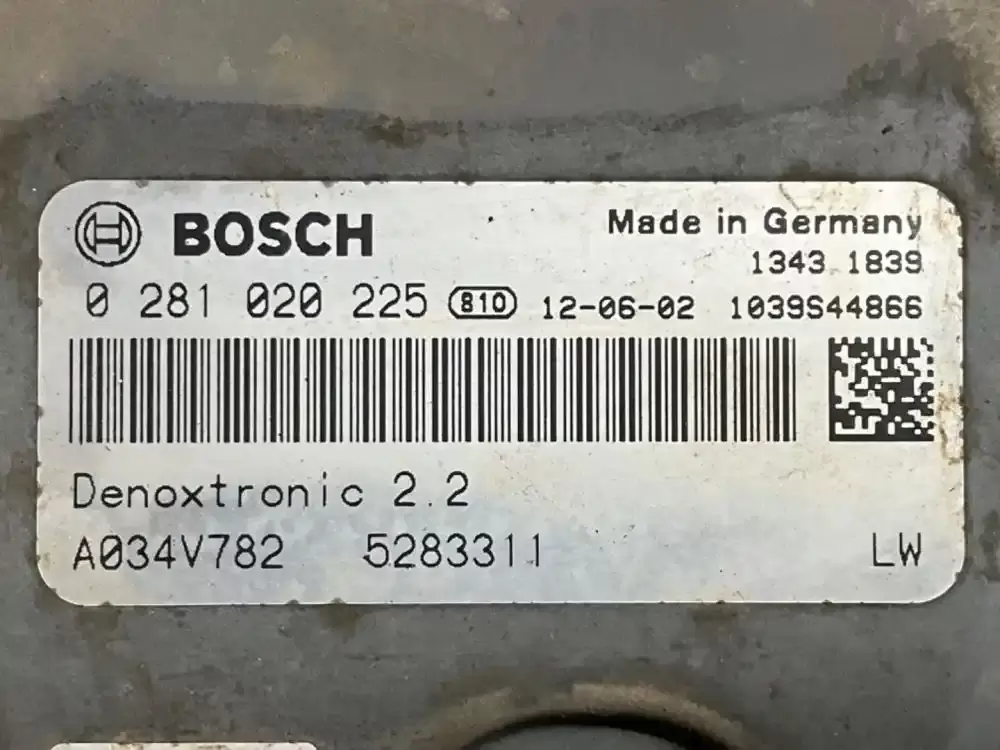 BOSCH
Made in Germany
1343 1839
0 281 020 225 810 12-06-02 1039S44866
Denoxtronic 2.2
A034V782 5283311 LW